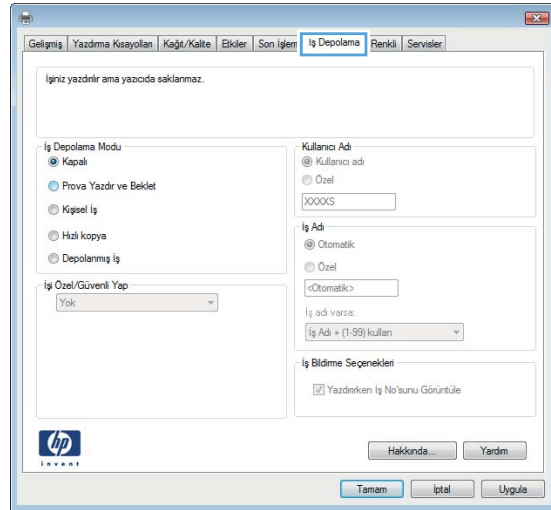 Gelişmiş Yazdırma Kısayolları Kağıt/Kalite Etkiler Son İşlem İş Depolama Renkli Servisler
İşiniz yazdırılır ama yazıcıda saklanmaz.
İş Depolama Modu
Kapalı
Prova Yazdır ve Beklet
Kişisel İş
Hızlı kopya
Depolanmış İş
İşi Özel/Güvenli Yap
Yok
Kullanıcı Adı
Kullanıcı adı
Özel
XXXXS
İş Adı
Otomatik
Özel
<Otomatik>
İş adı varsa:
İş Adı + (1-99) kullan
İş Bildirme Seçenekleri
Yazdırırken İş No'sunu Görüntüle
hp
invent
Hakkında... Yardım
Tamam İptal Uygula